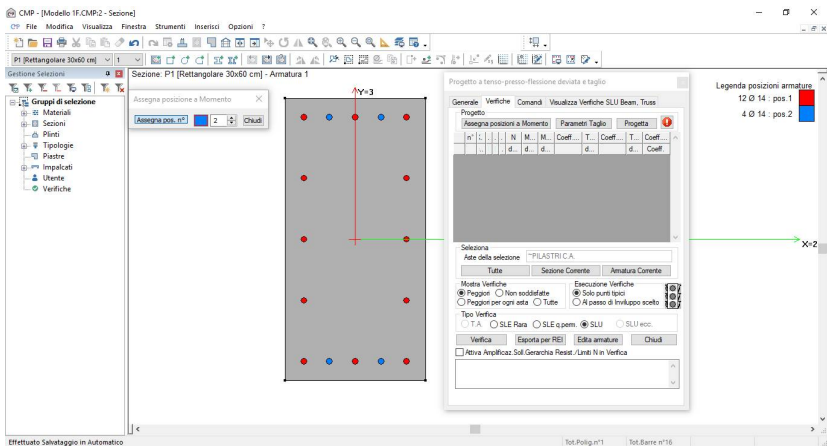 CMP - [Modello 1F.CMP:2 - Sezione]
File Modifica Visualizza Finestra Strumenti Inserisci Opzioni ?
P1 [Rettangolare 30x60 cm] 1
Gestione Selezioni
Sezione: P1 [Rettangolare 30x60 cm] - Armatura 1
Gruppi di selezione
Materiali
Sezioni
Plinti
Tipologie
Piastre
Impalcati
Utente
Verifiche
Assegna posizione a Momento
Assegna pos. n° 2 Chiudi
Y=3
X=2
Progetto a tenso-presso-flessione deviata e taglio
Generale Verifiche Comandi Visualizza Verifiche SLU Beam, Truss
Progetto
Assegna posizioni a Momento Parametri Taglio Progetta
n° N M... M... Coeff.... T... Coeff.... T... Coeff....
d... d... d... d... d... Coeff.
Seleziona
Aste della selezione ~PILASTRI C.A.
Tutte Sezione Corrente Armatura Corrente
Mostra Verifiche
Peggiori Non soddisfatte
Peggiori per ogni asta Tutte
Esecuzione Verifiche
Solo punti tipici
Al passo di Inviluppo scelto
Tipo Verifica
T.A. SLE Rara SLE q.perm. SLU SLU ecc.
Verifica Esporta per REI Edita armature Chiudi
Attiva Amplificaz.Soll.Gerarchia Resist./Limiti N in Verifica
Legenda posizioni armature
12 Ø 14 : pos.1
4 Ø 14 : pos.2
Effettuato Salvataggio in Automatico
Tot.Polig.n°1 Tot.Barre n°16